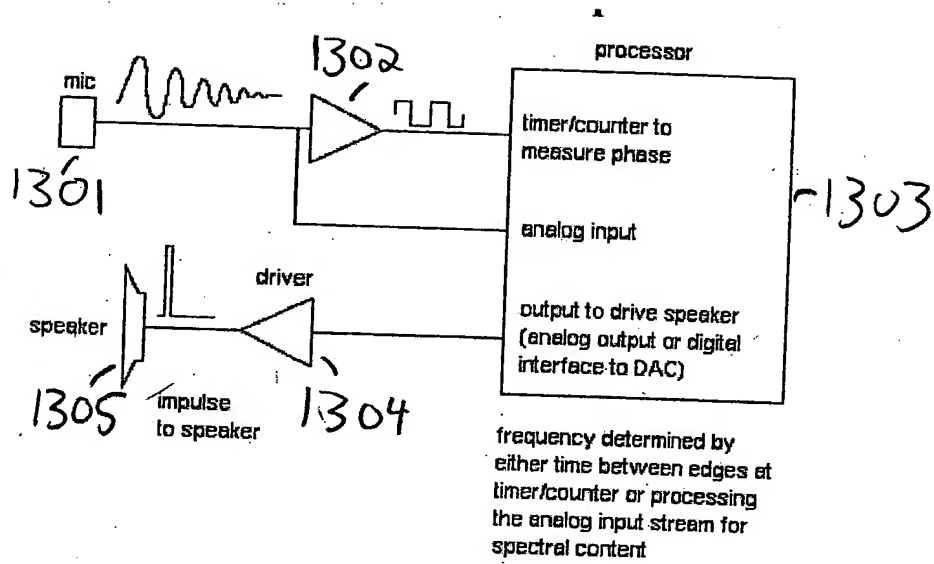 processor
1302
mic
timer/counter to
measure phase
1301
1303
analog input
driver
speaker
output to drive speaker
(analog output or digital
interface to DAC)
1305
impulse
to speaker
1304
frequency determined by
either time between edges at
timer/counter or processing
the analog input stream for
spectral content